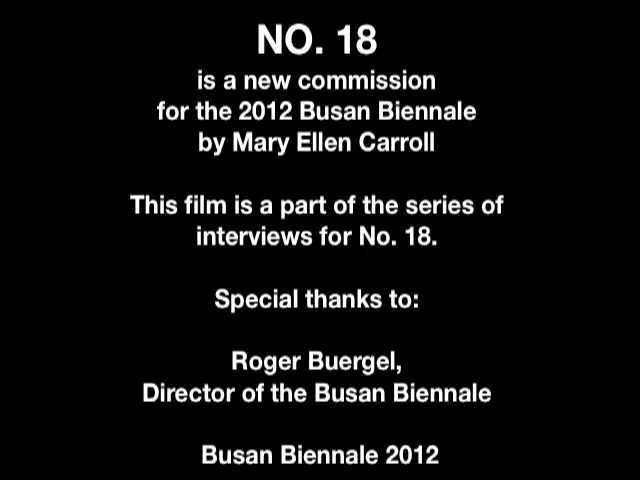 NO. 18
is a new commission
for the 2012 Busan Biennale
by Mary Ellen Carroll
This film is a part of the series of
interviews for No. 18.
Special thanks to:
Roger Buergel,
Director of the Busan Biennale
Busan Biennale 2012